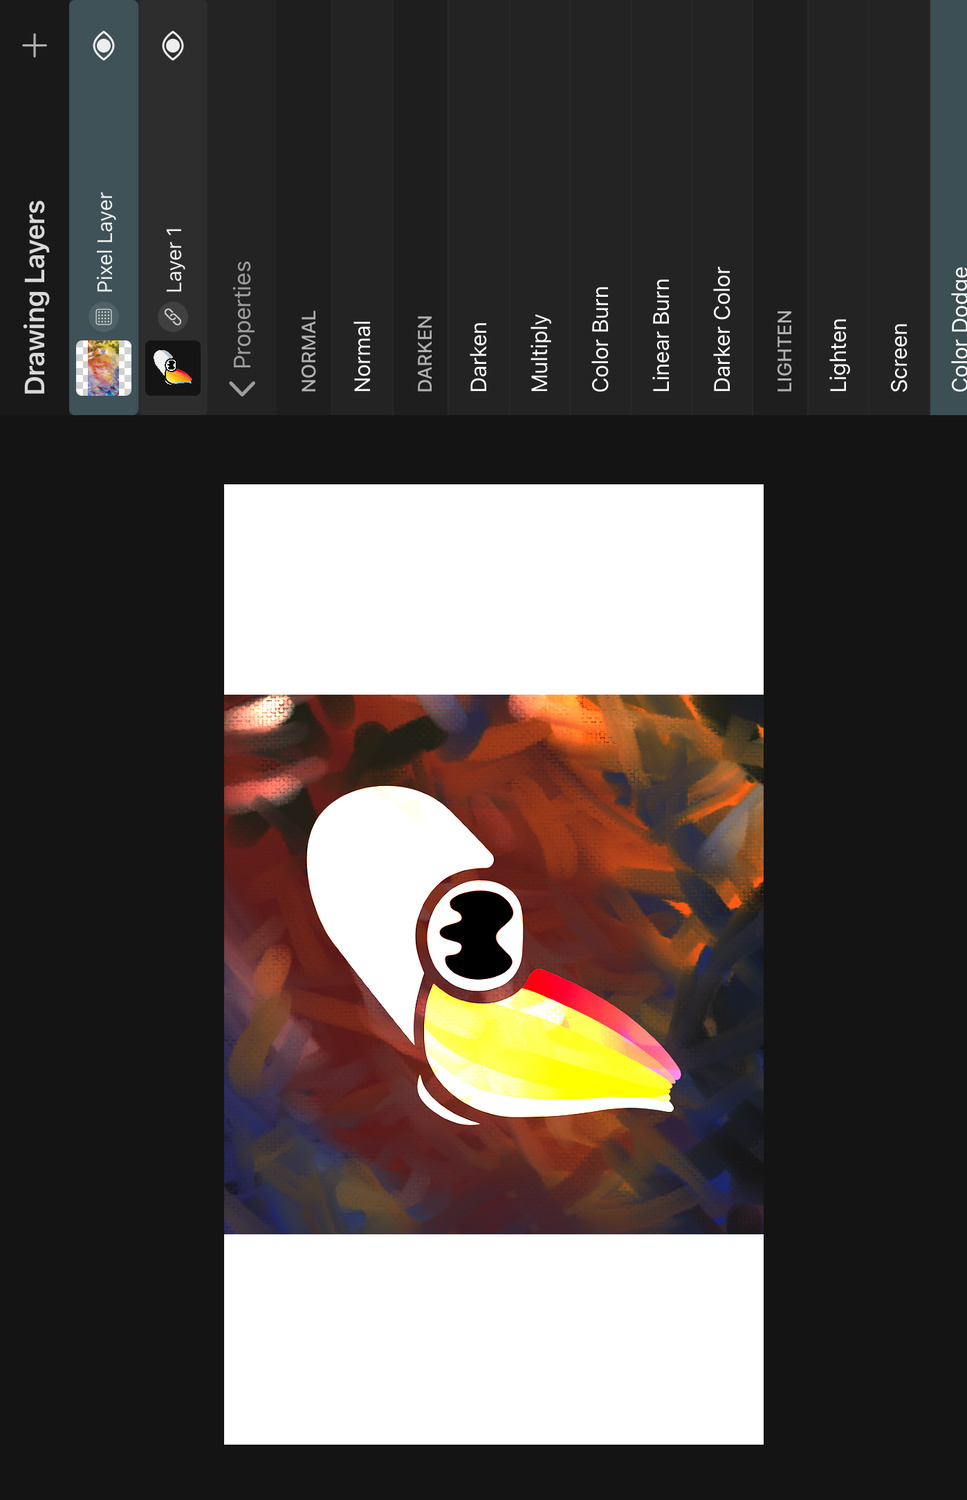 Drawing Layers
Pixel Layer
Layer 1
Properties
NORMAL
Normal
DARKEN
Darken
Multiply
Color Burn
Linear Burn
Darker Color
LIGHTEN
Lighten
Screen
Color Dodge